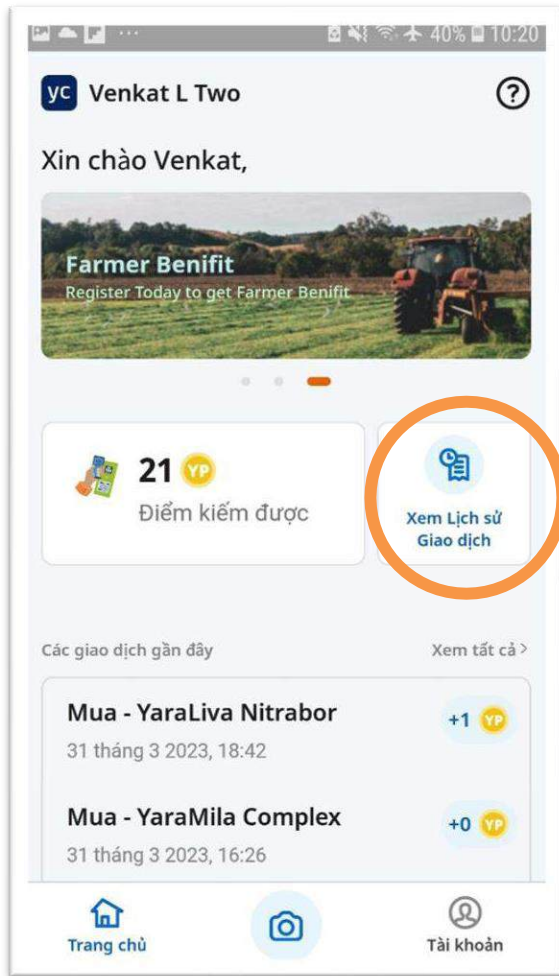 40% 10:20
yc Venkat L Two
Xin chào Venkat,
Farmer Benifit
Register Today to get Farmer Benifit
21 YP
Điểm kiếm được
Xem Lịch sử
Giao dịch
Các giao dịch gần đây
Xem tất cả >
Mua - YaraLiva Nitrabor
+1 YP
31 tháng 3 2023, 18:42
Mua - YaraMila Complex
+0 YP
31 tháng 3 2023, 16:26
Trang chủ
Tài khoản